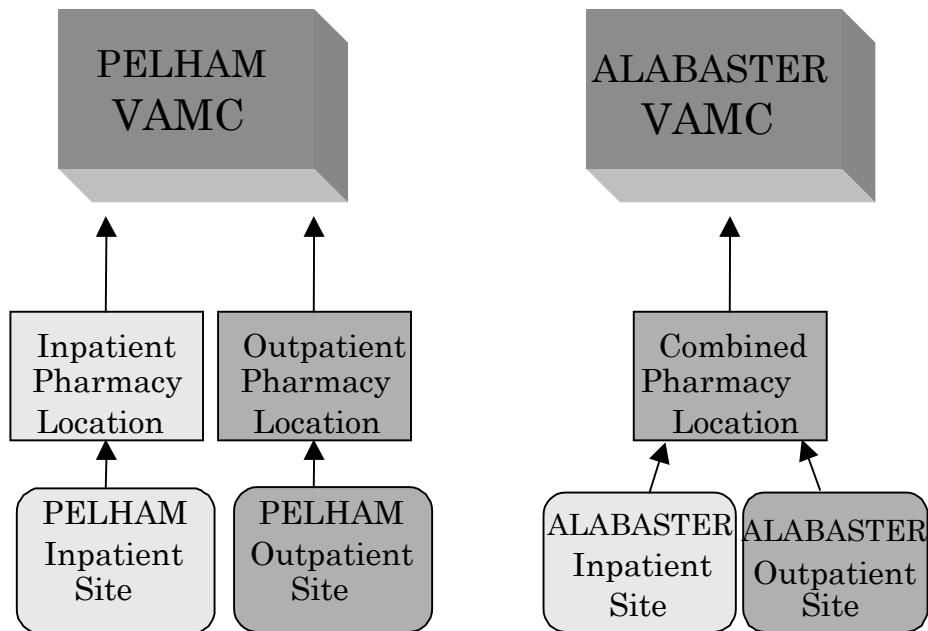 PELHAM
VAMC
ALABASTER
VAMC
Inpatient
Pharmacy
Location
Outpatient
Pharmacy
Location
Combined
Pharmacy
Location
PELHAM
Inpatient
Site
PELHAM
Outpatient
Site
ALABASTER
Inpatient
Site
ALABASTER
Outpatient
Site